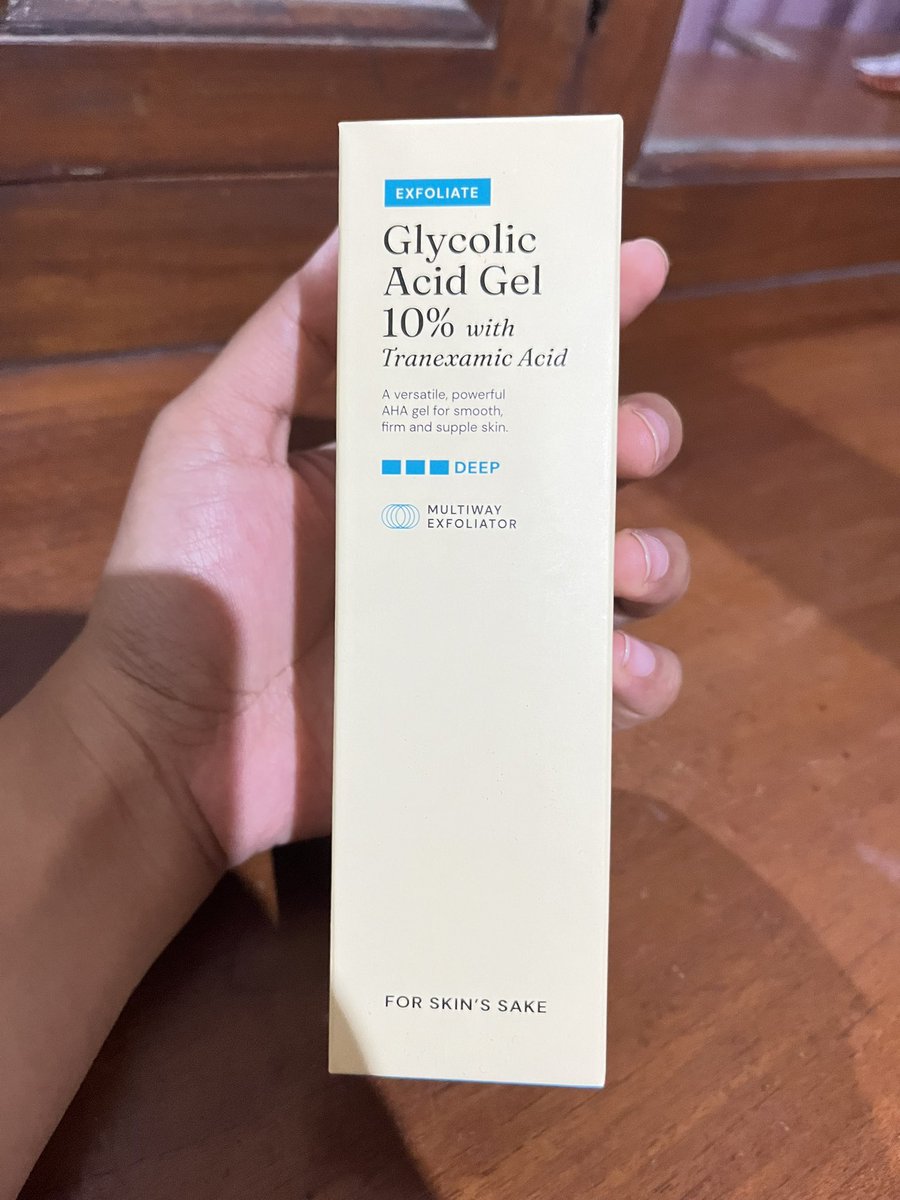 EXFOLIATE
Glycolic
Acid Gel
10% with
Tranexamic Acid
A versatile, powerful
AHA gel for smooth,
firm and supple skin.
DEEP
MULTIWAY
EXFOLIATOR
FOR SKIN'S SAKE